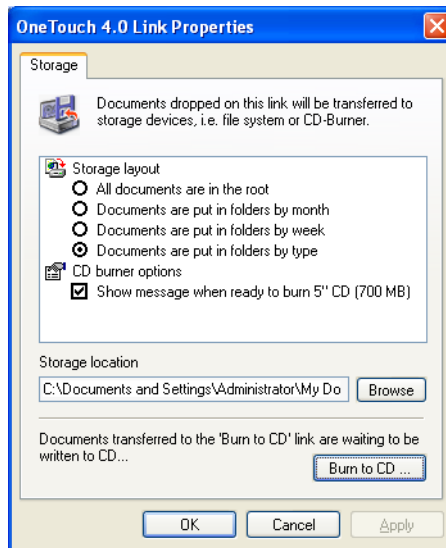 OneTouch 4.0 Link Properties
Storage
Documents dropped on this link will be transferred to
storage devices, i.e. file system or CD-Burner.
Storage layout
All documents are in the root
Documents are put in folders by month
Documents are put in folders by week
Documents are put in folders by type
CD burner options
Show message when ready to burn 5" CD (700 MB)
Storage location
C:\Documents and Settings\Administrator\My Do
Browse
Documents transferred to the 'Burn to CD' link are waiting to be
written to CD...
Burn to CD ...
OK
Cancel
Apply